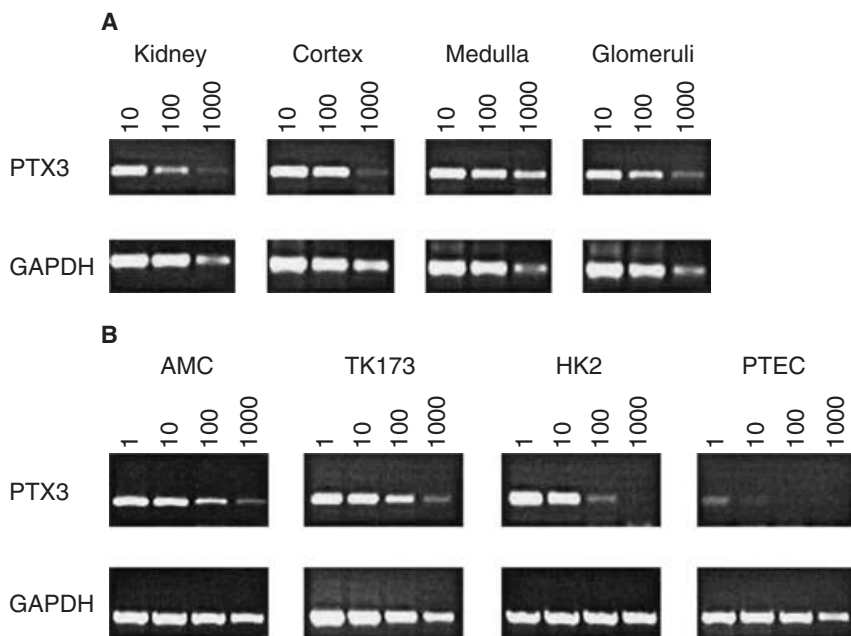 A
Kidney Cortex Medulla Glomeruli
10 100 1000 10 100 1000 10 100 1000 10 100 1000
PTX3
GAPDH
B
AMC TK173 HK2 PTEC
1 10 100 1000 1 10 100 1000 1 10 100 1000 1 10 100 1000
PTX3
GAPDH